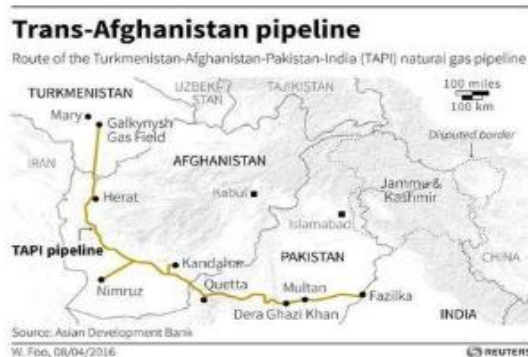 Trans-Afghanistan pipeline
Route of the Turkmenistan-Afghanistan-Pakistan-India (TAPI) natural gas pipeline
UZBEKI-
STAN
TAJIKISTAN
100 miles
100 km
TURKMENISTAN
Mary
Galkynysh
Gas Field
Disputed border
IRAN
AFGHANISTAN
Kabul
Jammu &
Kashmir
Herat
Islamabad
TAPI pipeline
PAKISTAN
CHINA
Kandahar
Nimruz
Quetta
Multan
Fazilka
Dera Ghazi Khan
INDIA
Source: Asian Development Bank
W. Foo, 08/04/2016
REUTERS